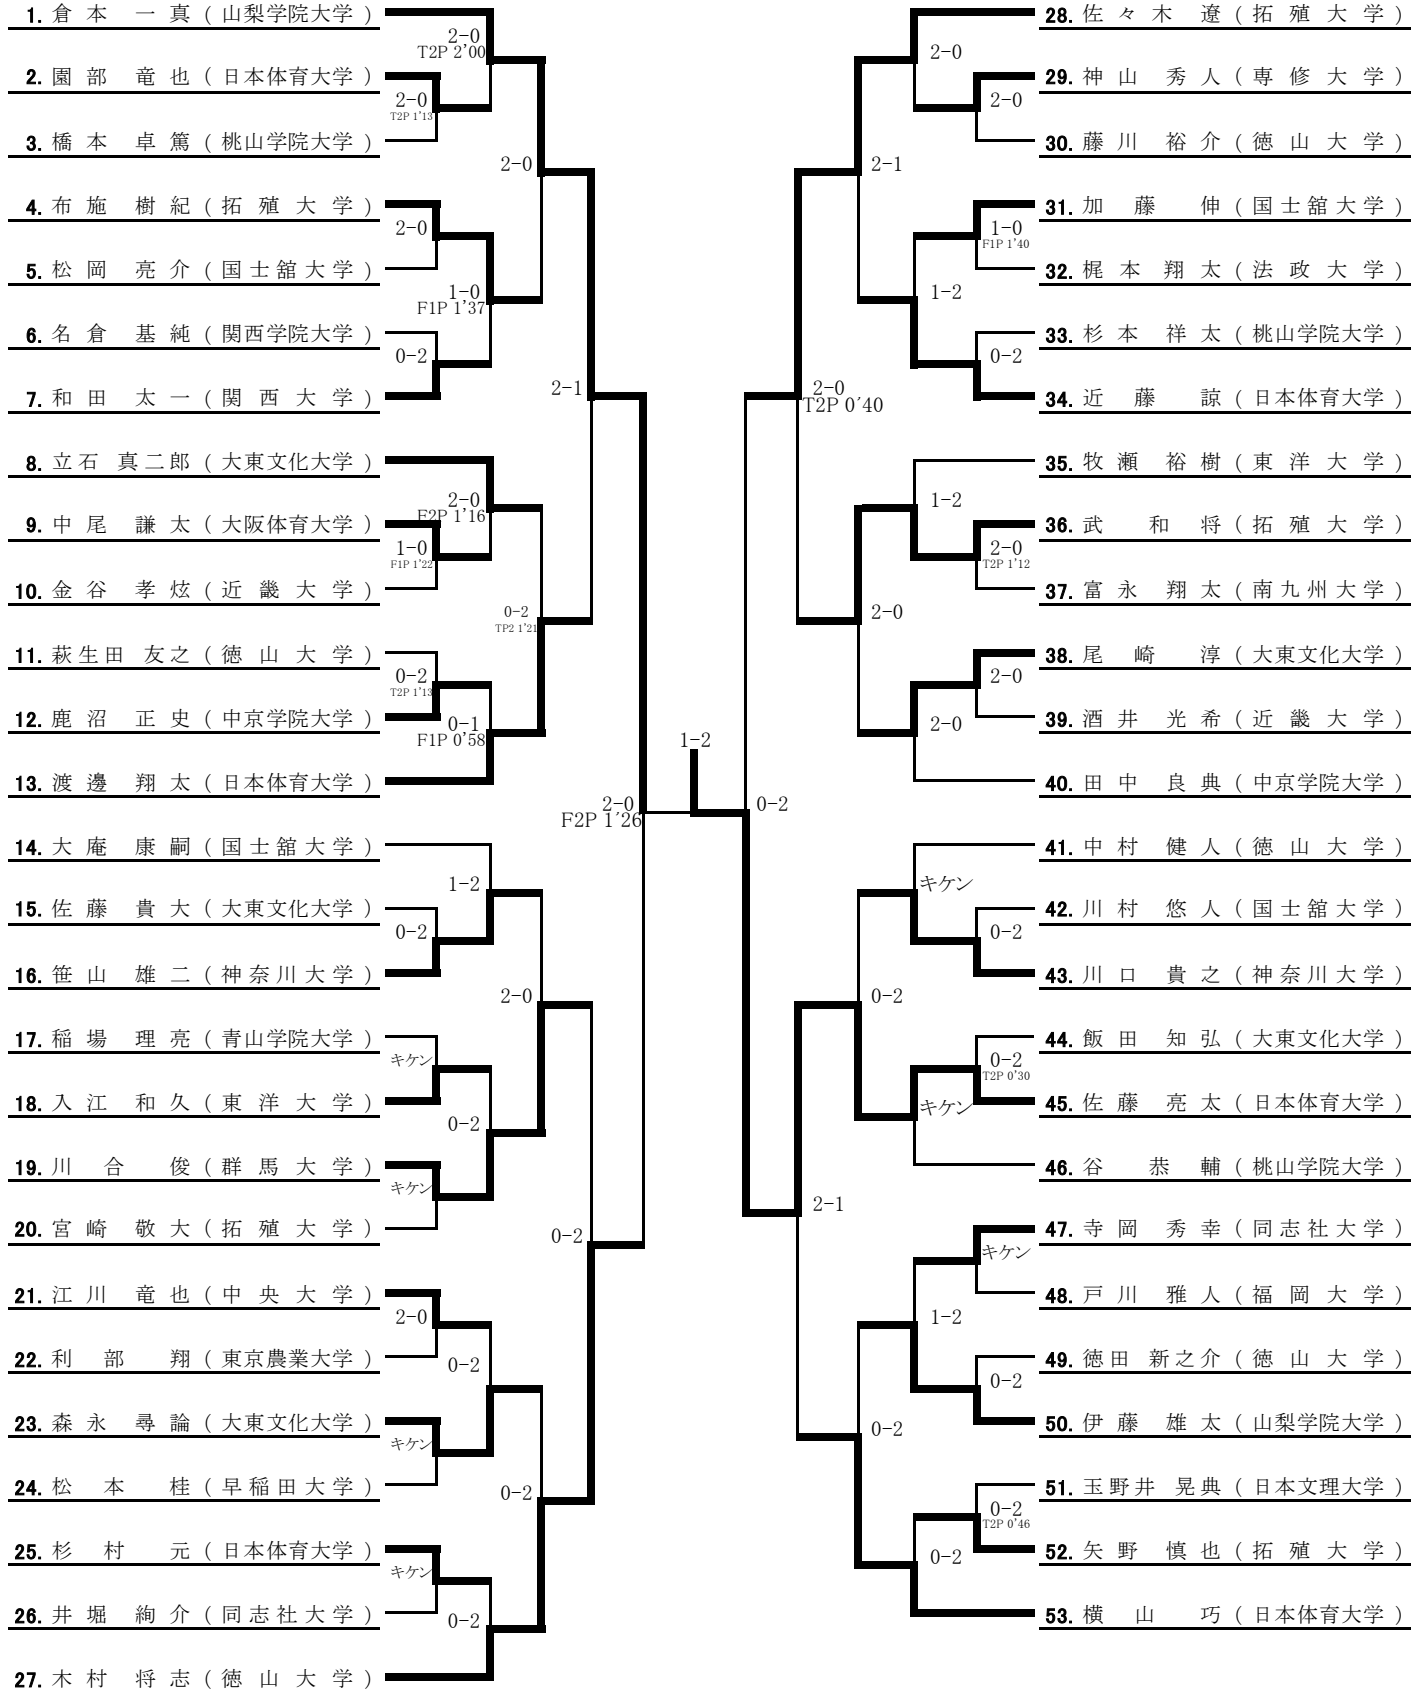 1. 倉本 一真 ( 山梨学院大学 )
2-0
T2P 2'00
2. 園部 竜也 ( 日本体育大学 )
2-0
T2P 1'13
3. 橋本 卓篤 ( 桃山学院大学 )
2-0
4. 布施 樹紀 ( 拓殖大学 )
2-0
5. 松岡 亮介 ( 国士舘大学 )
1-0
F1P 1'37
6. 名倉 基純 ( 関西学院大学 )
0-2
7. 和田 太一 ( 関西大学 )
2-1
8. 立石 真二郎 ( 大東文化大学 )
2-0
F2P 1'16
9. 中尾 謙太 ( 大阪体育大学 )
1-0
F1P 1'22
10. 金谷 孝炫 ( 近畿大学 )
0-2
TP2 1'21
11. 萩生田 友之 ( 徳山大学 )
0-2
T2P 1'13
12. 鹿沼 正史 ( 中京学院大学 )
0-1
F1P 0'58
13. 渡邊 翔太 ( 日本体育大学 )
2-0
F2P 1'26
14. 大庵 康嗣 ( 国士舘大学 )
1-2
15. 佐藤 貴大 ( 大東文化大学 )
0-2
16. 笹山 雄二 ( 神奈川大学 )
2-0
17. 稲場 理亮 ( 青山学院大学 )
キケン
18. 入江 和久 ( 東洋大学 )
0-2
19. 川合 俊 ( 群馬大学 )
キケン
20. 宮崎 敬大 ( 拓殖大学 )
0-2
21. 江川 竜也 ( 中央大学 )
2-0
22. 利部 翔 ( 東京農業大学 )
0-2
23. 森永 尋論 ( 大東文化大学 )
キケン
24. 松本 桂 ( 早稲田大学 )
0-2
25. 杉村 元 ( 日本体育大学 )
キケン
26. 井堀 絢介 ( 同志社大学 )
0-2
27. 木村 将志 ( 徳山大学 )
1-2
28. 佐々木 遼 ( 拓殖大学 )
2-0
29. 神山 秀人 ( 専修大学 )
2-0
30. 藤川 裕介 ( 徳山大学 )
2-1
31. 加藤 伸 ( 国士舘大学 )
1-0
F1P 1'40
32. 梶本 翔太 ( 法政大学 )
1-2
33. 杉本 祥太 ( 桃山学院大学 )
0-2
34. 近藤 諒 ( 日本体育大学 )
2-0
T2P 0'40
35. 牧瀬 裕樹 ( 東洋大学 )
1-2
36. 武 和将 ( 拓殖大学 )
2-0
T2P 1'12
37. 富永 翔太 ( 南九州大学 )
2-0
38. 尾崎 淳 ( 大東文化大学 )
2-0
39. 酒井 光希 ( 近畿大学 )
2-0
40. 田中 良典 ( 中京学院大学 )
0-2
41. 中村 健人 ( 徳山大学 )
キケン
42. 川村 悠人 ( 国士舘大学 )
0-2
43. 川口 貴之 ( 神奈川大学 )
0-2
44. 飯田 知弘 ( 大東文化大学 )
0-2
T2P 0'30
45. 佐藤 亮太 ( 日本体育大学 )
キケン
46. 谷 恭輔 ( 桃山学院大学 )
2-1
47. 寺岡 秀幸 ( 同志社大学 )
キケン
48. 戸川 雅人 ( 福岡大学 )
1-2
49. 徳田 新之介 ( 徳山大学 )
0-2
50. 伊藤 雄太 ( 山梨学院大学 )
0-2
51. 玉野井 晃典 ( 日本文理大学 )
0-2
T2P 0'46
52. 矢野 慎也 ( 拓殖大学 )
0-2
53. 横山 巧 ( 日本体育大学 )